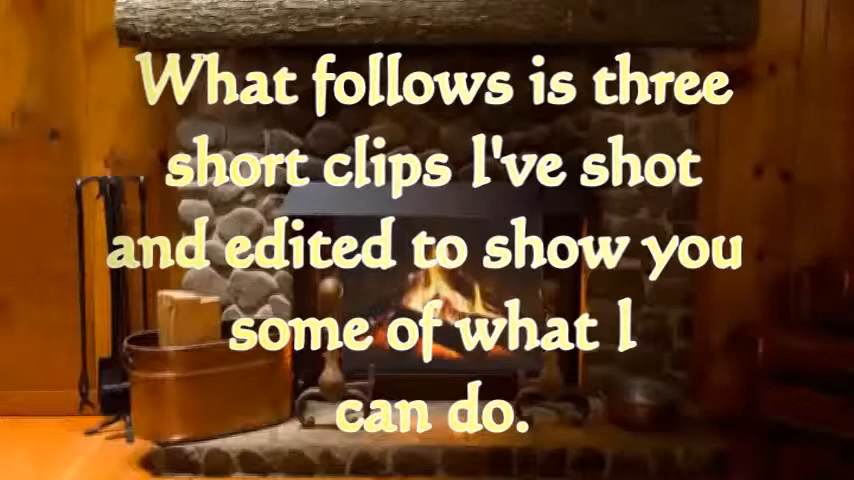 What follows is three
short clips I've shot
and edited to show you
some of what I
can do.